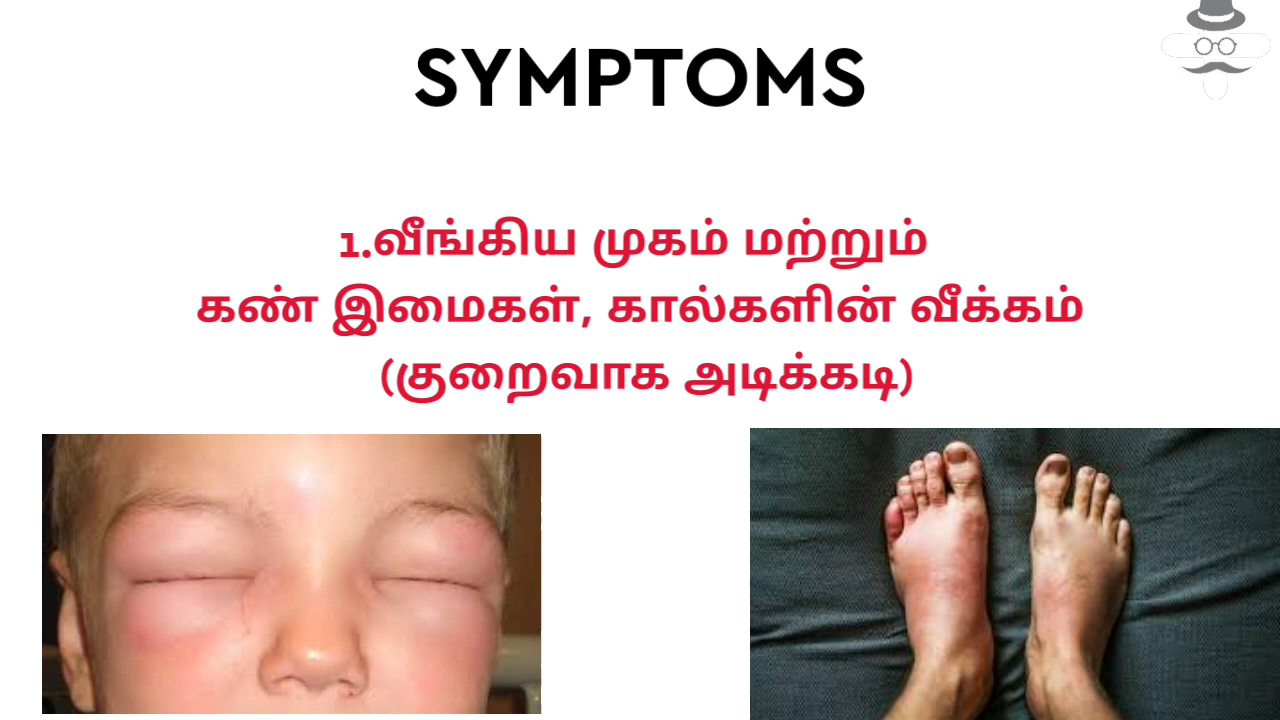 SYMPTOMS
1.வீங்கிய முகம் மற்றும்
கண் இமைகள், கால்களின் வீக்கம்
(குறைவாக அடிக்கடி)